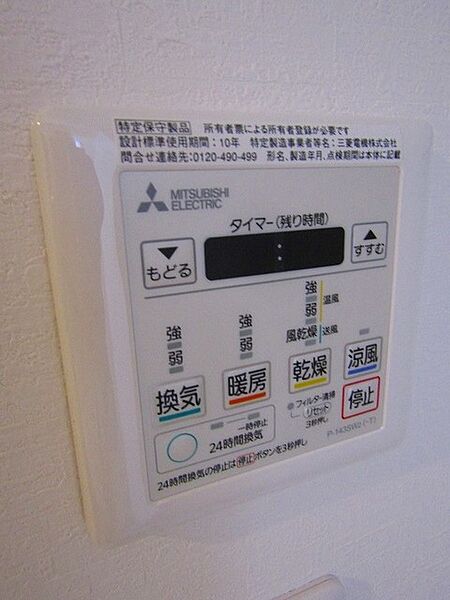 特定保守製品 所有者票による所有者登録が必要です
設計標準使用期間：10年 特定製造事業者等名：三菱電機株式会社
問合せ連絡先：0120-490-499 形名、製造年月、点検期間は本体に記載
MITSUBISHI
ELECTRIC
タイマー（残り時間）
▼
もどる
▲
すすむ
強
弱
換気
強
弱
暖房
強
弱
温風
風乾燥
送風
乾燥
涼風
フィルター清掃
リセット
3秒押し
停止
一時停止
24時間換気
P-143SW2(-T)
24時間換気の停止は停止ボタンを3秒押し